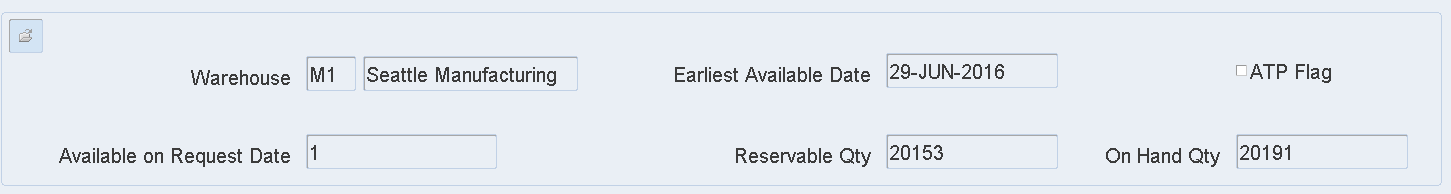 Warehouse M1 Seattle Manufacturing Earliest Available Date 29-JUN-2016 ATP Flag
Available on Request Date 1 Reservable Qty 20153 On Hand Qty 20191